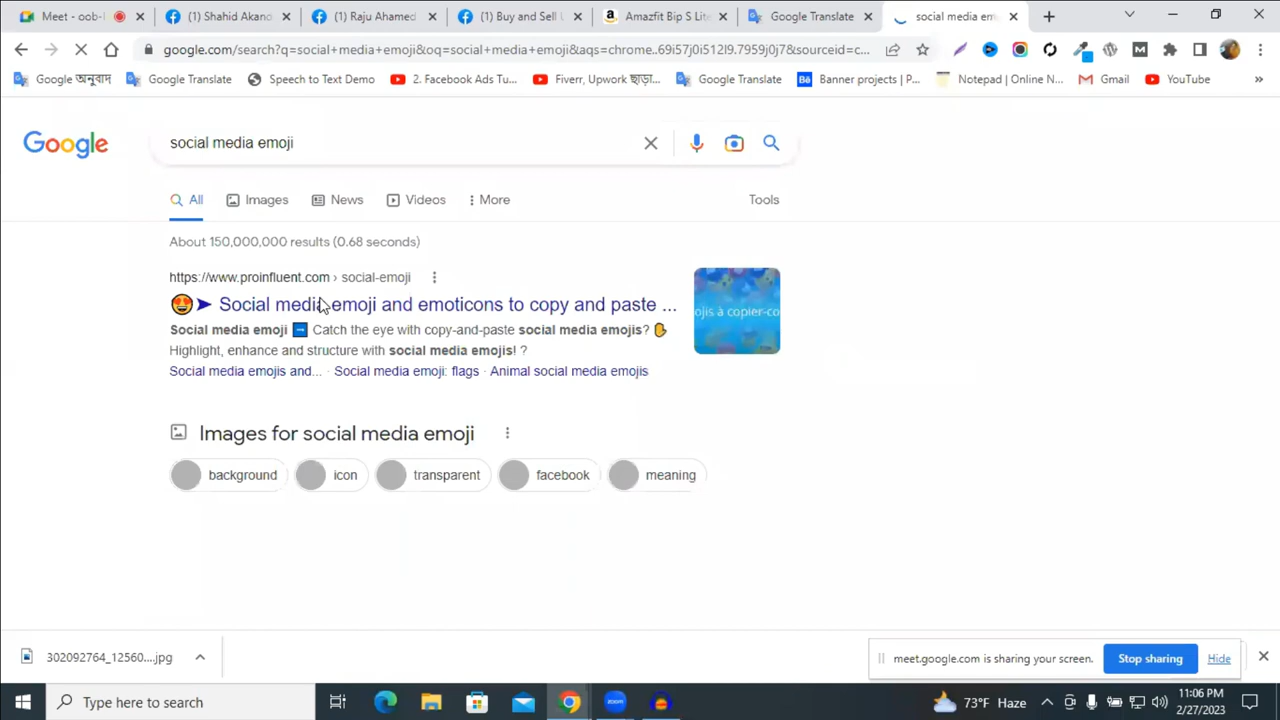 Meet - oob-l
(1) Shahid Akand
(1) Raju Ahamed
(1) Buy and Sell U
Amazfit Bip S Lite
Google Translate
social media em
google.com/search?q=social+media+emoji&oq=social+media+emoji&aqs=chrome..69i57j0i512l9.7959j0j7&sourceid=c...
Google অনুবাদ
Google Translate
Speech to Text Demo
2. Facebook Ads Tu...
Fiverr, Upwork ছাড়া...
Google Translate
Banner projects | P...
Notepad | Online N...
Gmail
YouTube
Google
social media emoji
All
Images
News
Videos
More
Tools
About 150,000,000 results (0.68 seconds)
https://www.proinfluent.com › social-emoji
😍➤ Social media emoji and emoticons to copy and paste ...
Social media emoji ➡ Catch the eye with copy-and-paste social media emojis? ✋
Highlight, enhance and structure with social media emojis! ?
Social media emojis and... · Social media emoji: flags · Animal social media emojis
ojis à copier-co
Images for social media emoji
background
icon
transparent
facebook
meaning
302092764_12560....jpg
meet.google.com is sharing your screen.
Stop sharing
Hide
Type here to search
zoom
73°F Haze
11:06 PM
2/27/2023